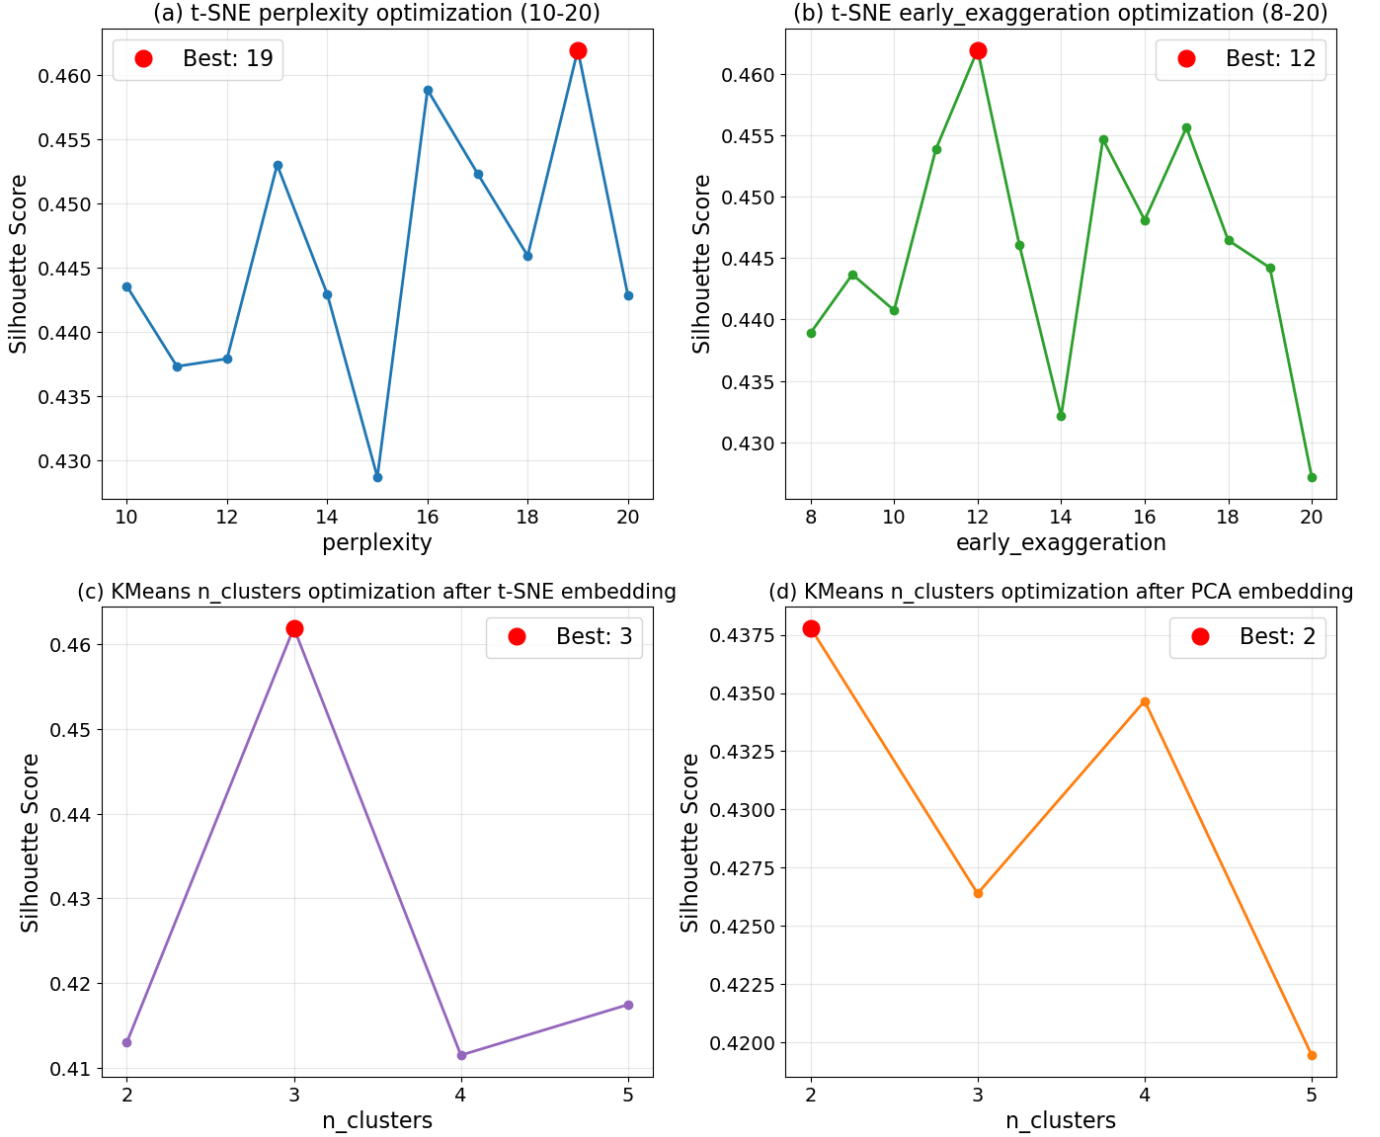 (a) t-SNE perplexity optimization (10-20)
Best: 19
Silhouette Score
0.460
0.455
0.450
0.445
0.440
0.435
0.430
10 12 14 16 18 20
perplexity
(b) t-SNE early_exaggeration optimization (8-20)
Best: 12
Silhouette Score
0.460
0.455
0.450
0.445
0.440
0.435
0.430
8 10 12 14 16 18 20
early_exaggeration
(c) KMeans n_clusters optimization after t-SNE embedding
Best: 3
Silhouette Score
0.46
0.45
0.44
0.43
0.42
0.41
2 3 4 5
n_clusters
(d) KMeans n_clusters optimization after PCA embedding
Best: 2
Silhouette Score
0.4375
0.4350
0.4325
0.4300
0.4275
0.4250
0.4225
0.4200
2 3 4 5
n_clusters